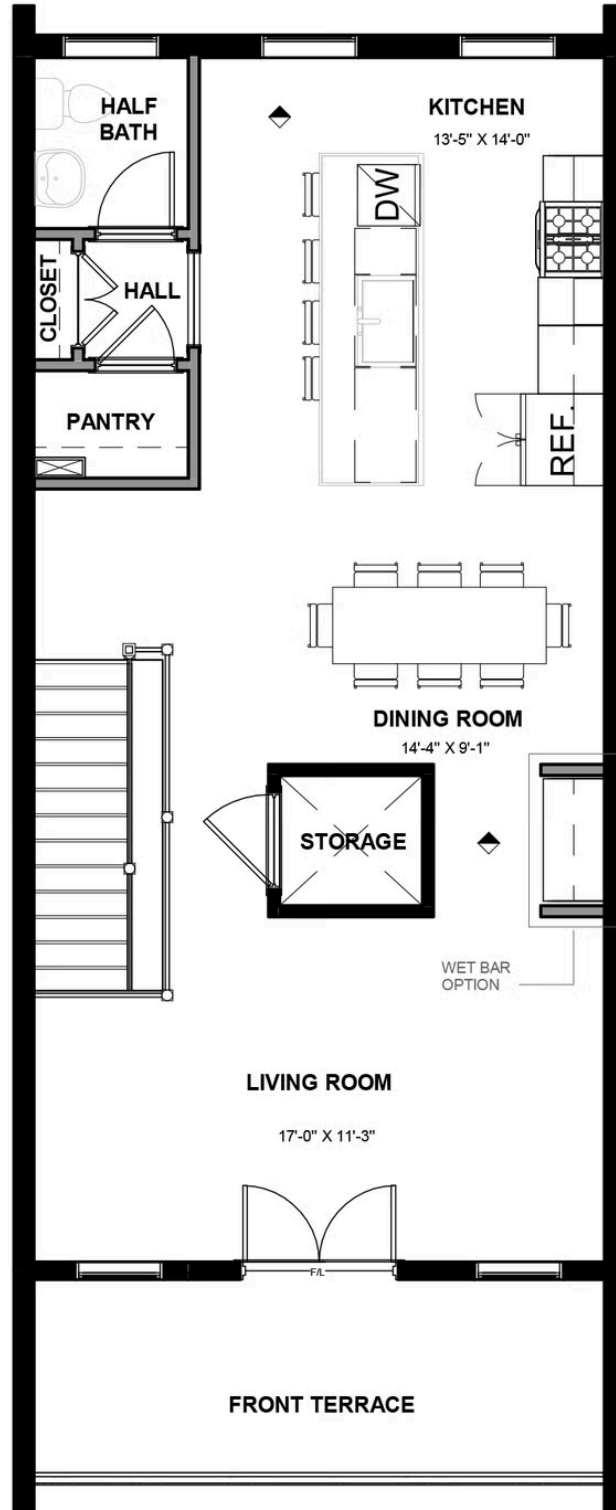 HALF
BATH
KITCHEN
13'-5" X 14'-0"
DW
CLOSET
HALL
PANTRY
REF.
DINING ROOM
14'-4" X 9'-1"
STORAGE
WET BAR
OPTION
LIVING ROOM
17'-0" X 11'-3"
F/L
FRONT TERRACE